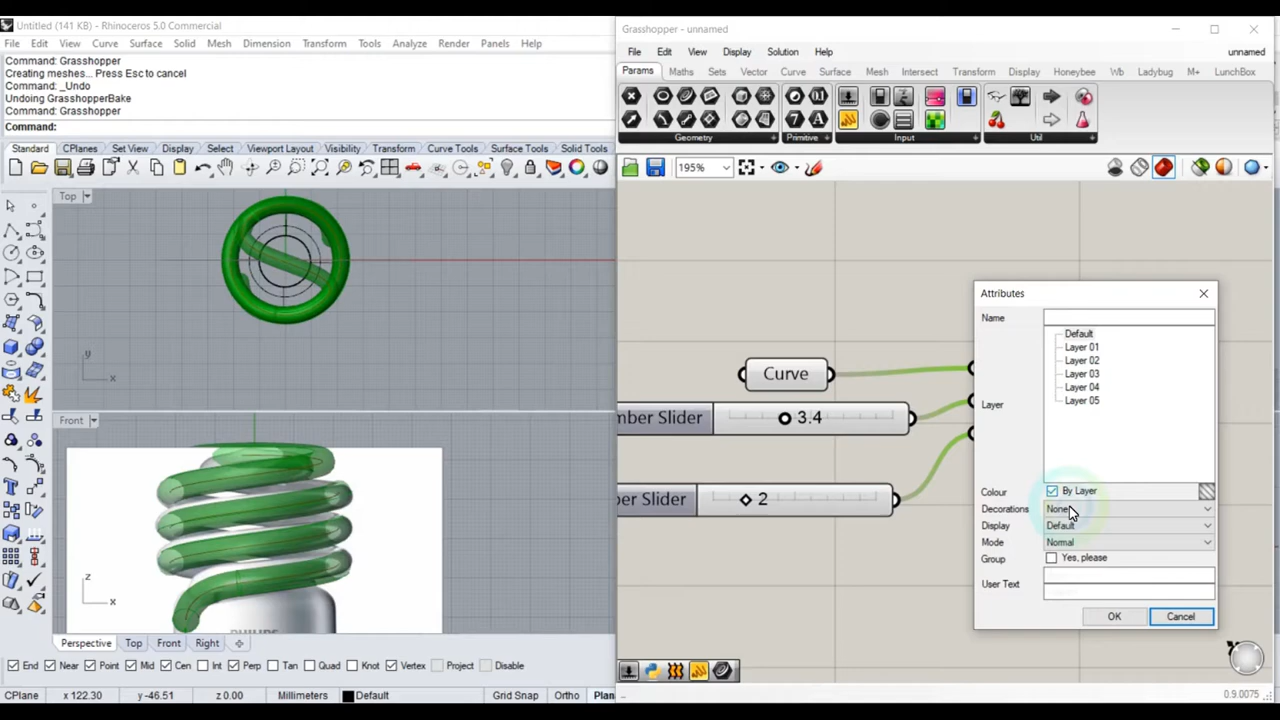 Untitled (141 KB) - Rhinoceros 5.0 Commercial
File Edit View Curve Surface Solid Mesh Dimension Transform Tools Analyze Render Panels Help
Command: Grasshopper
Creating meshes... Press Esc to cancel
Command: _Undo
Undoing GrasshopperBake
Command: Grasshopper
Command:
Standard CPlanes Set View Display Select Viewport Layout Visibility Transform Curve Tools Surface Tools Solid Tools
Top
y
x
Front
z
x
Perspective Top Front Right
End Near Point Mid Cen Int Perp Tan Quad Knot Vertex Project Disable
CPlane x 122.30 y -46.51 z 0.00 Millimeters Default Grid Snap Ortho Plan
Grasshopper - unnamed
File Edit View Display Solution Help unnamed
Params Maths Sets Vector Curve Surface Mesh Intersect Transform Display Honeybee Wb Ladybug M+ LunchBox
Geometry Primitive Input Util
195%
Curve
mber Slider 3.4
ber Slider 2
Attributes
Name
Default
Layer 01
Layer 02
Layer 03
Layer 04
Layer 05
Layer
Colour By Layer
Decorations None
Display Default
Mode Normal
Group Yes, please
User Text
OK Cancel
0.9.0075